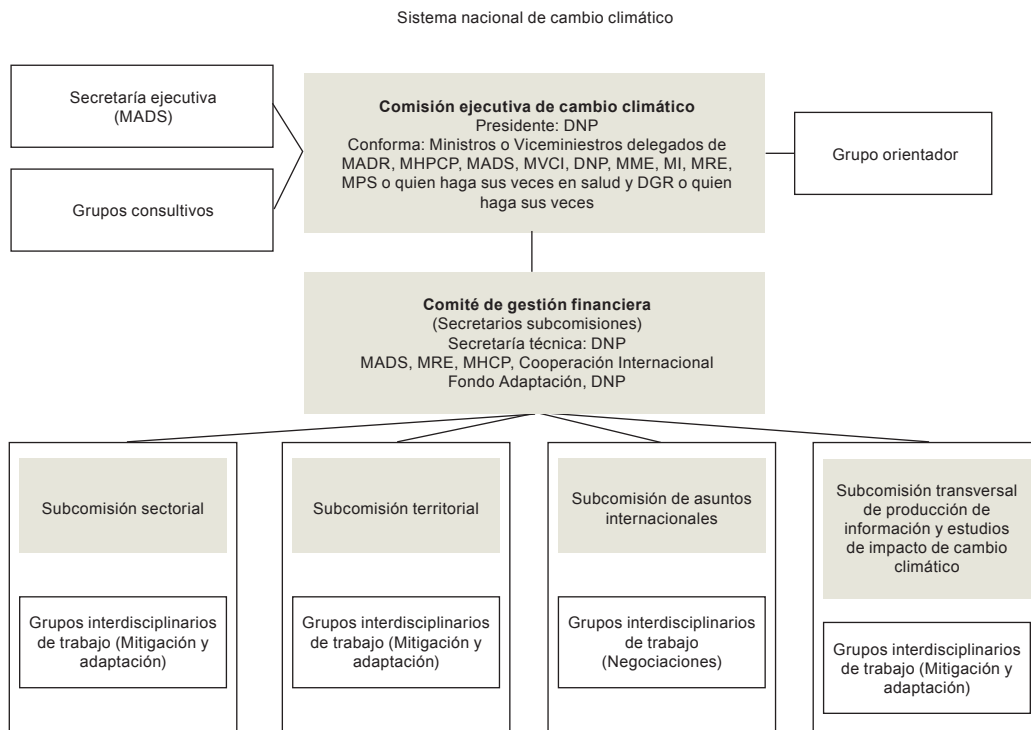 Sistema nacional de cambio climático
Secretaría ejecutiva
(MADS)
Grupos consultivos
Comisión ejecutiva de cambio climático
Presidente: DNP
Conforma: Ministros o Viceminiestros delegados de
MADR, MHPCP, MADS, MVCI, DNP, MME, MI, MRE,
MPS o quien haga sus veces en salud y DGR o quien
haga sus veces
Grupo orientador
Comité de gestión financiera
(Secretarios subcomisiones)
Secretaría técnica: DNP
MADS, MRE, MHCP, Cooperación Internacional
Fondo Adaptación, DNP
Subcomisión sectorial
Grupos interdisciplinarios
de trabajo (Mitigación y
adaptación)
Subcomisión territorial
Grupos interdisciplinarios
de trabajo (Mitigación y
adaptación)
Subcomisión de asuntos
internacionales
Grupos interdisciplinarios
de trabajo
(Negociaciones)
Subcomisión transversal
de producción de
información y estudios
de impacto de cambio
climático
Grupos interdisciplinarios
de trabajo (Mitigación y
adaptación)